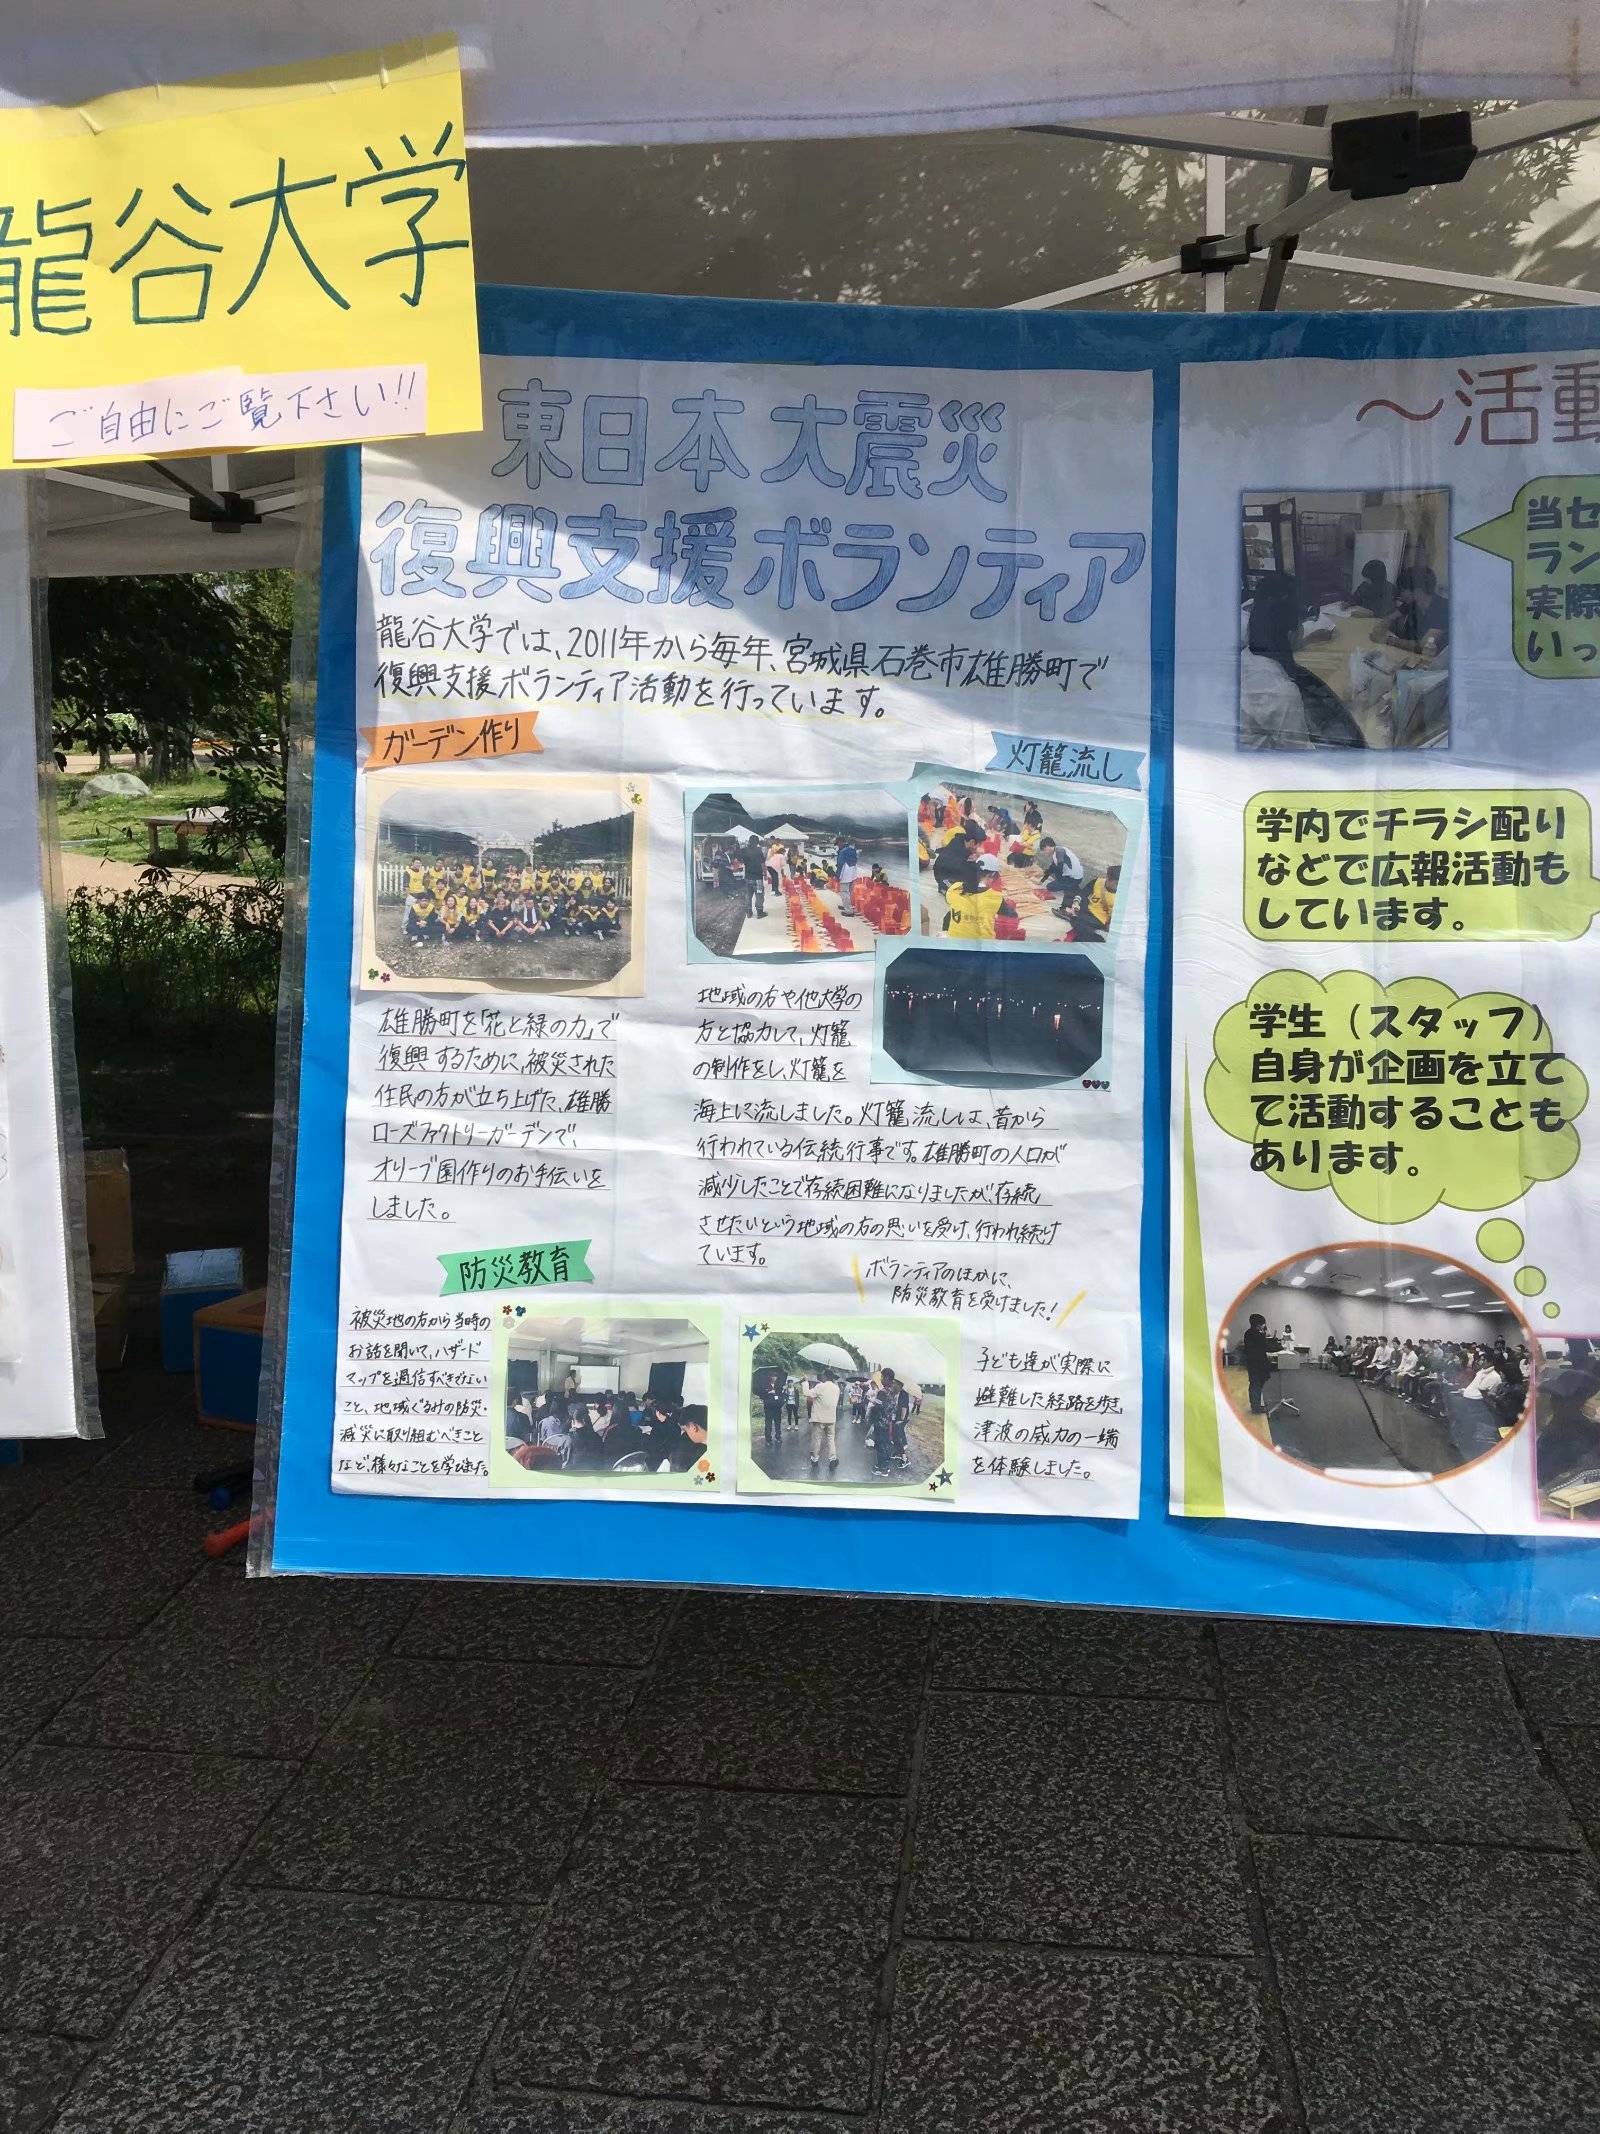 龍谷大学
ご自由にご覧下さい!!
東日本大震災
復興支援ボランティア
龍谷大学では、2011年から毎年、宮城県石巻市雄勝町で
復興支援ボランティア活動を行っています。
ガーデン作り
雄勝町を「花と緑の力」で
復興するために、被災された
住民の方が立ち上げた、雄勝
ローズファクトリーガーデンで、
オリーブ園作りのお手伝いを
しました。
灯籠流し
地域の方や他大学の
方と協力して、灯籠
の制作をし、灯籠を
海上に流しました。灯籠流しは、昔から
行われている伝統行事です。雄勝町の人口が
減少したことで存続困難になりましたが、存続
させたいという地域の方の思いを受け、行われ続け
ています。
防災教育
ボランティアのほかに、
防災教育を受けました!
被災地の方から当時の
お話を聞いて、ハザード
マップを過信すべきでない
こと、地域ぐるみの防災・
減災に取り組むべきこと
など、様々なことを学びました。
子ども達が実際に
避難した経路を歩き、
津波の威力の一端
を体験しました。
～活動
当セ
ラン
実際
いっ
学内でチラシ配り
などで広報活動も
しています。
学生（スタッフ）
自身が企画を立て
て活動することも
あります。